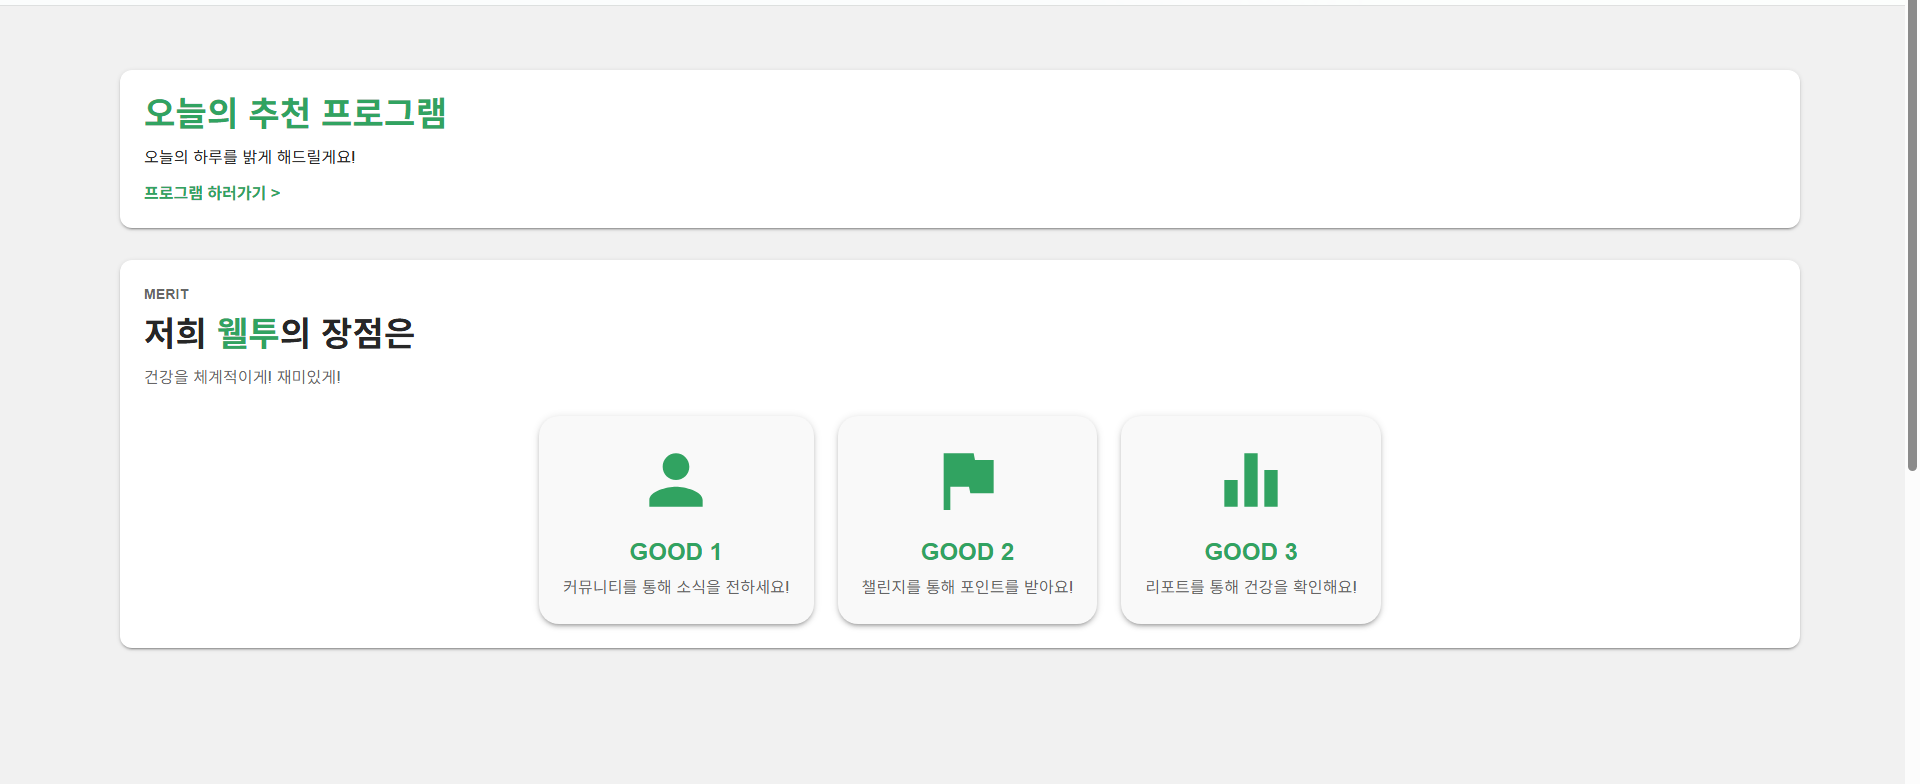 오늘의 추천 프로그램
오늘의 하루를 밝게 해드릴게요!
프로그램 하러가기 >
MERIT
저희 웰투의 장점은
건강을 체계적이게! 재미있게!
GOOD 1
커뮤니티를 통해 소식을 전하세요!
GOOD 2
챌린지를 통해 포인트를 받아요!
GOOD 3
리포트를 통해 건강을 확인해요!